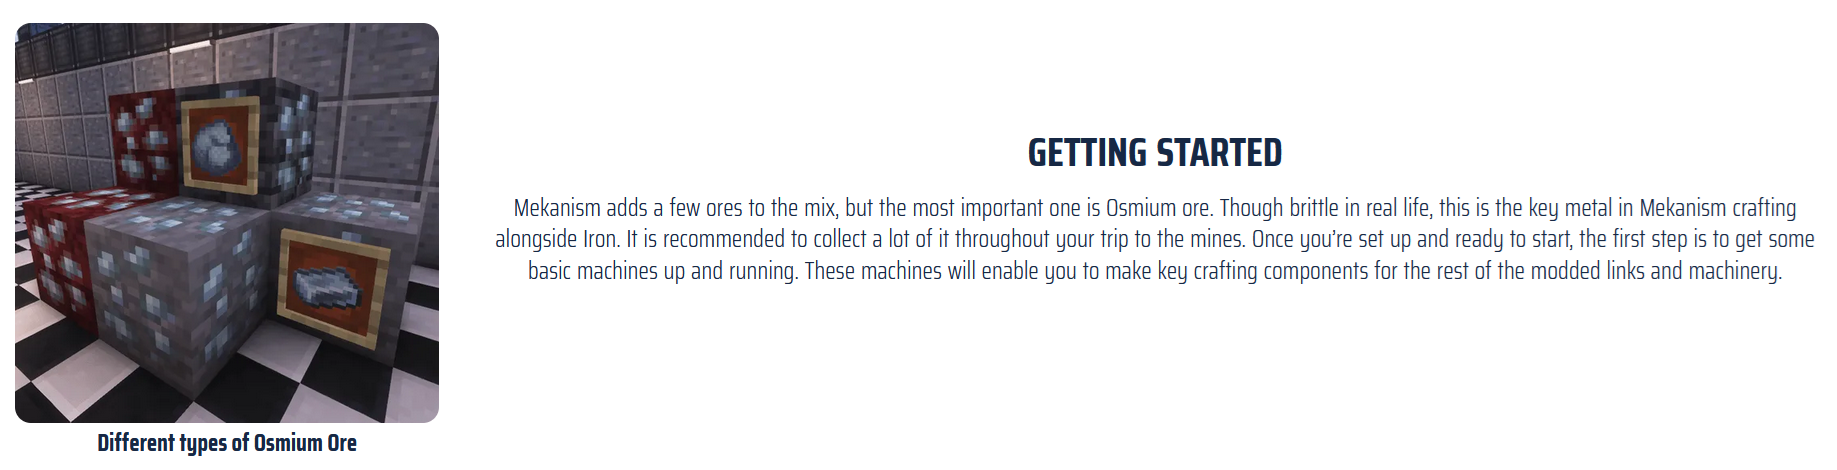 GETTING STARTED
Mekanism adds a few ores to the mix, but the most important one is Osmium ore. Though brittle in real life, this is the key metal in Mekanism crafting
alongside Iron. It is recommended to collect a lot of it throughout your trip to the mines. Once you’re set up and ready to start, the first step is to get some
basic machines up and running. These machines will enable you to make key crafting components for the rest of the modded links and machinery.
Different types of Osmium Ore